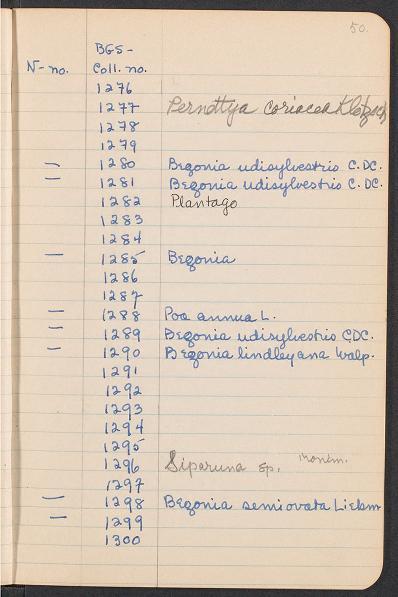 50.
BGS-
N-no. Coll. no.
1276
1277 Pernettya coriacea Klotzsch
1278
1279
— 1280 Begonia udisylvestris C.DC.
— 1281 Begonia udisylvestris C.DC.
1282 Plantago
1283
1284
— 1285 Begonia
1286
1287
— 1288 Poa annua L.
— 1289 Begonia udisylvestris C.DC.
— 1290 Begonia lindleyana Walp.
1291
1292
1293
1294
1295
1296 Siparuna sp.
1297
— 1298 Begonia semiovata Liebm
— 1299
1300